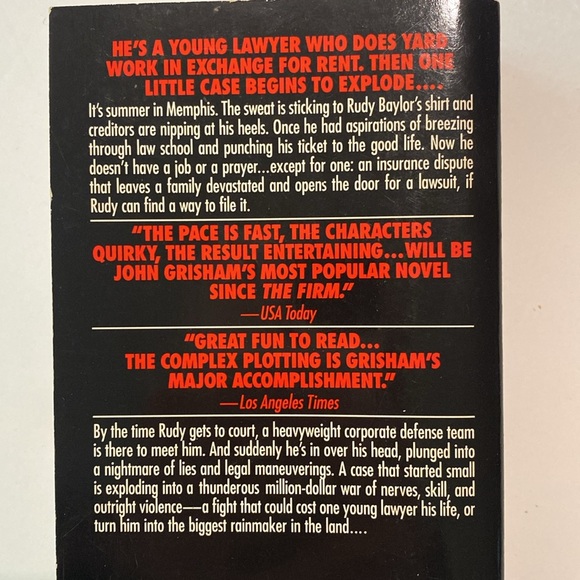 HE'S A YOUNG LAWYER WHO DOES YARD
WORK IN EXCHANGE FOR RENT. THEN ONE
LITTLE CASE BEGINS TO EXPLODE....
It's summer in Memphis. The sweat is sticking to Rudy Baylor's shirt and
creditors are nipping at his heels. Once he had aspirations of breezing
through law school and punching his ticket to the good life. Now he
doesn't have a job or a prayer...except for one: an insurance dispute
that leaves a family devastated and opens the door for a lawsuit, if
Rudy can find a way to file it.
"THE PACE IS FAST, THE CHARACTERS
QUIRKY, THE RESULT ENTERTAINING...WILL BE
JOHN GRISHAM'S MOST POPULAR NOVEL
SINCE THE FIRM."
—USA Today
"GREAT FUN TO READ...
THE COMPLEX PLOTTING IS GRISHAM'S
MAJOR ACCOMPLISHMENT."
—Los Angeles Times
By the time Rudy gets to court, a heavyweight corporate defense team
is there to meet him. And suddenly he's in over his head, plunged into
a nightmare of lies and legal maneuverings. A case that started small
is exploding into a thunderous million-dollar war of nerves, skill, and
outright violence—a fight that could cost one young lawyer his life, or
turn him into the biggest rainmaker in the land....